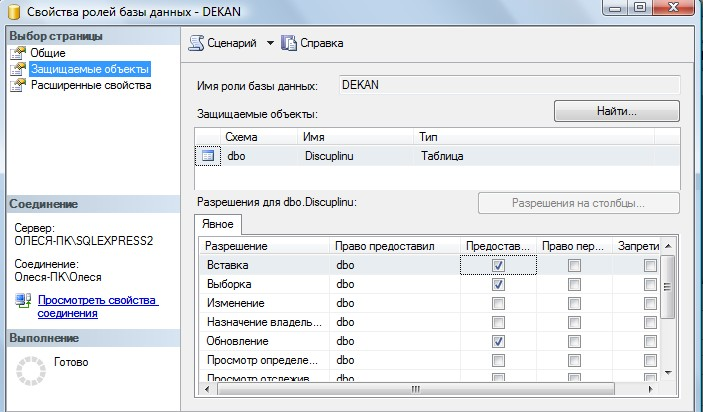 Свойства ролей базы данных - DEKAN
Выбор страницы
Общие
Защищаемые объекты
Расширенные свойства
Соединение
Сервер:
ОЛЕСЯ-ПК\SQLEXPRESS2
Соединение:
Олеся-ПК\Олеся
Просмотреть свойства
соединения
Выполнение
Готово
Сценарий Справка
Имя роли базы данных: DEKAN
Защищаемые объекты: Найти...
Схема Имя Тип
dbo Discuplinu Таблица
Разрешения для dbo.Discuplinu: Разрешения на столбцы...
Явное
Разрешение Право предоставил Предостав... Право пер... Запрети
Вставка dbo
Выборка dbo
Изменение dbo
Назначение владель... dbo
Обновление dbo
Просмотр определе... dbo
Просмотр отслежив... dbo